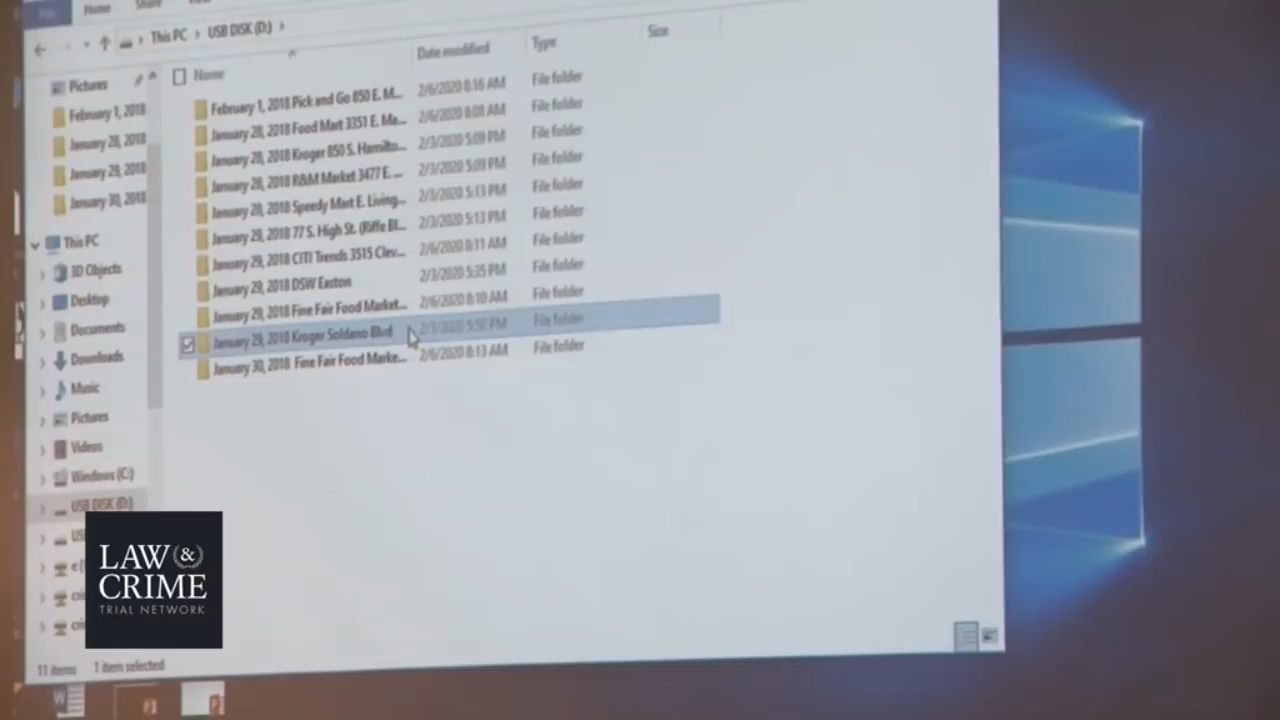 File
Home
Share
View
This PC > USB DISK (D:) >
Name
Date modified
Type
Size
Pictures
February 1, 2018
January 28, 2018
January 29, 2018
January 30, 2018
This PC
3D Objects
Desktop
Documents
Downloads
Music
Pictures
Videos
Windows (C:)
USB DISK (D:)
February 1, 2018 Pick and Go 850 E. M... 2/6/2020 8:16 AM File folder
January 28, 2018 Food Mart 3351 E. Ma... 2/6/2020 8:08 AM File folder
January 28, 2018 Kroger 850 S. Hamilto... 2/3/2020 5:09 PM File folder
January 28, 2018 R&M Market 3477 E. ... 2/3/2020 5:09 PM File folder
January 28, 2018 Speedy Mart E. Living... 2/3/2020 5:13 PM File folder
January 29, 2018 77 S. High St. (Riffe Bl... 2/3/2020 5:13 PM File folder
January 29, 2018 CITI Trends 3515 Clev... 2/6/2020 8:11 AM File folder
January 29, 2018 DSW Easton 2/3/2020 5:35 PM File folder
January 29, 2018 Fine Fair Food Market... 2/6/2020 8:10 AM File folder
January 29, 2018 Kroger Soldano Blvd 2/3/2020 5:50 PM File folder
January 30, 2018 Fine Fair Food Marke... 2/6/2020 8:13 AM File folder
LAW &
CRIME
TRIAL NETWORK
11 items 1 item selected